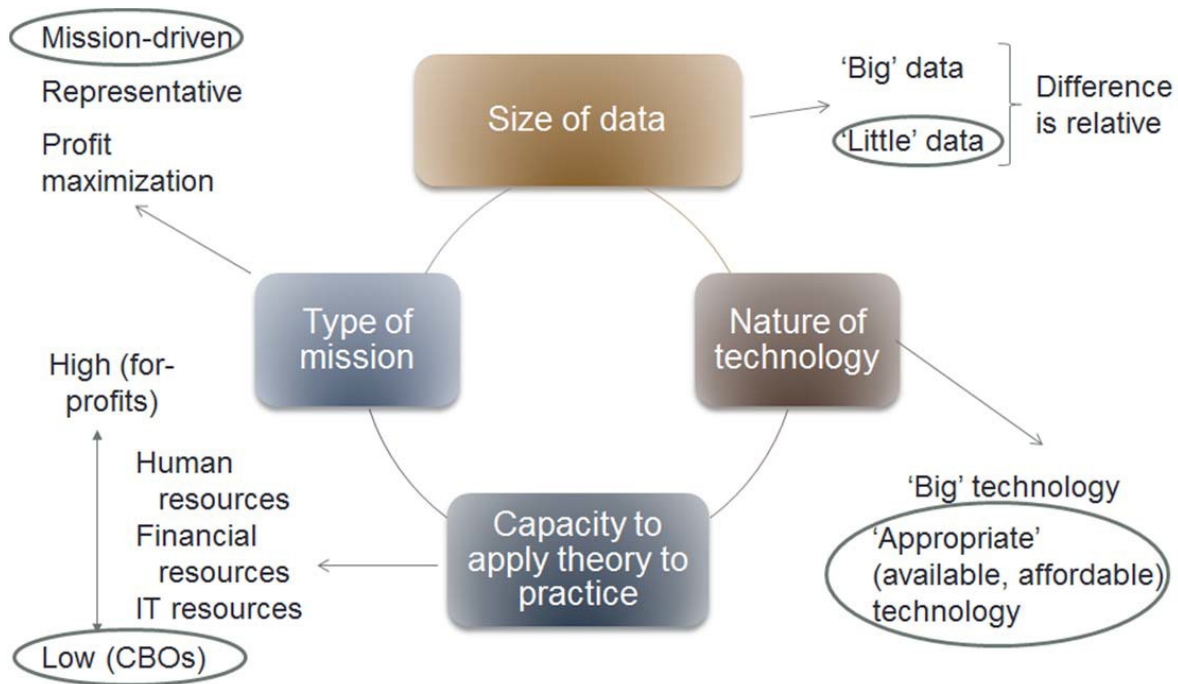 Mission-driven
Representative
Profit
maximization
Size of data
‘Big’ data
‘Little’ data
Difference
is relative
Type of
mission
Nature of
technology
High (for-
profits)
Human
resources
Financial
resources
IT resources
Low (CBOs)
Capacity to
apply theory to
practice
‘Big’ technology
‘Appropriate’
(available, affordable)
technology